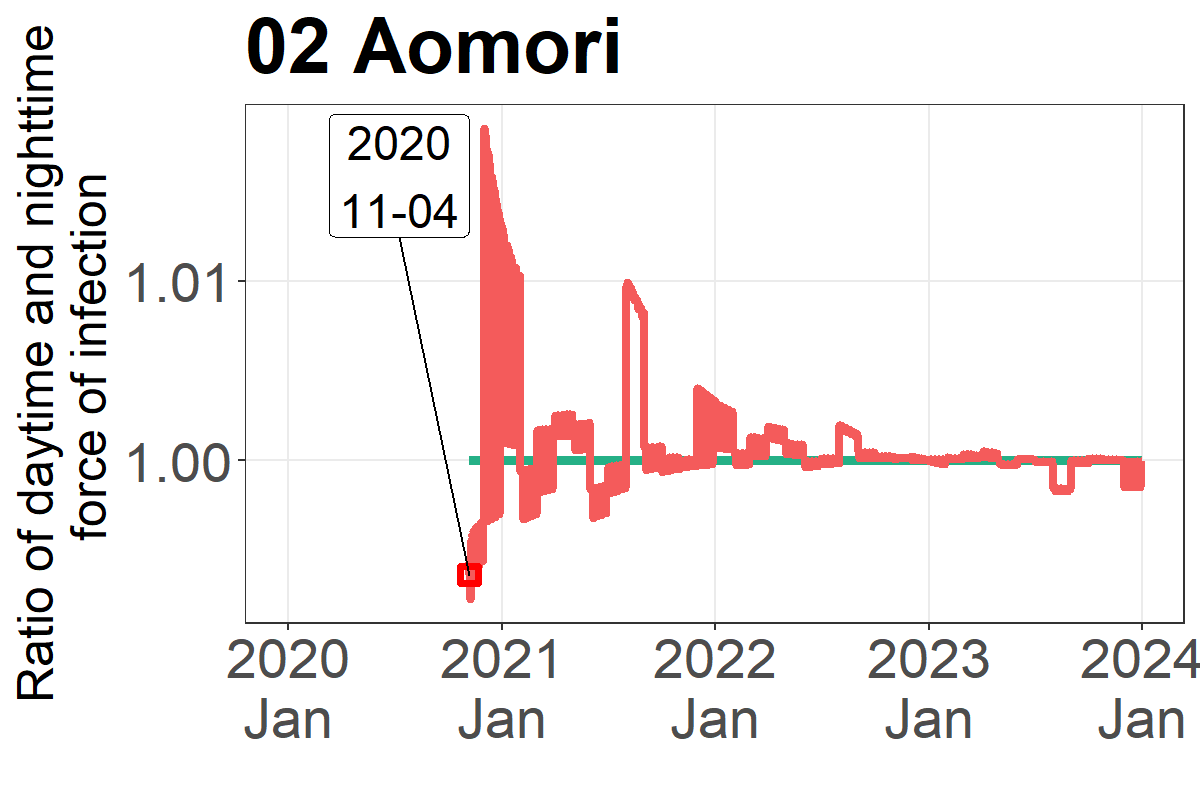 02 Aomori
Ratio of daytime and nighttime
force of infection
2020
11-04
1.01
1.00
2020
Jan
2021
Jan
2022
Jan
2023
Jan
2024
Jan